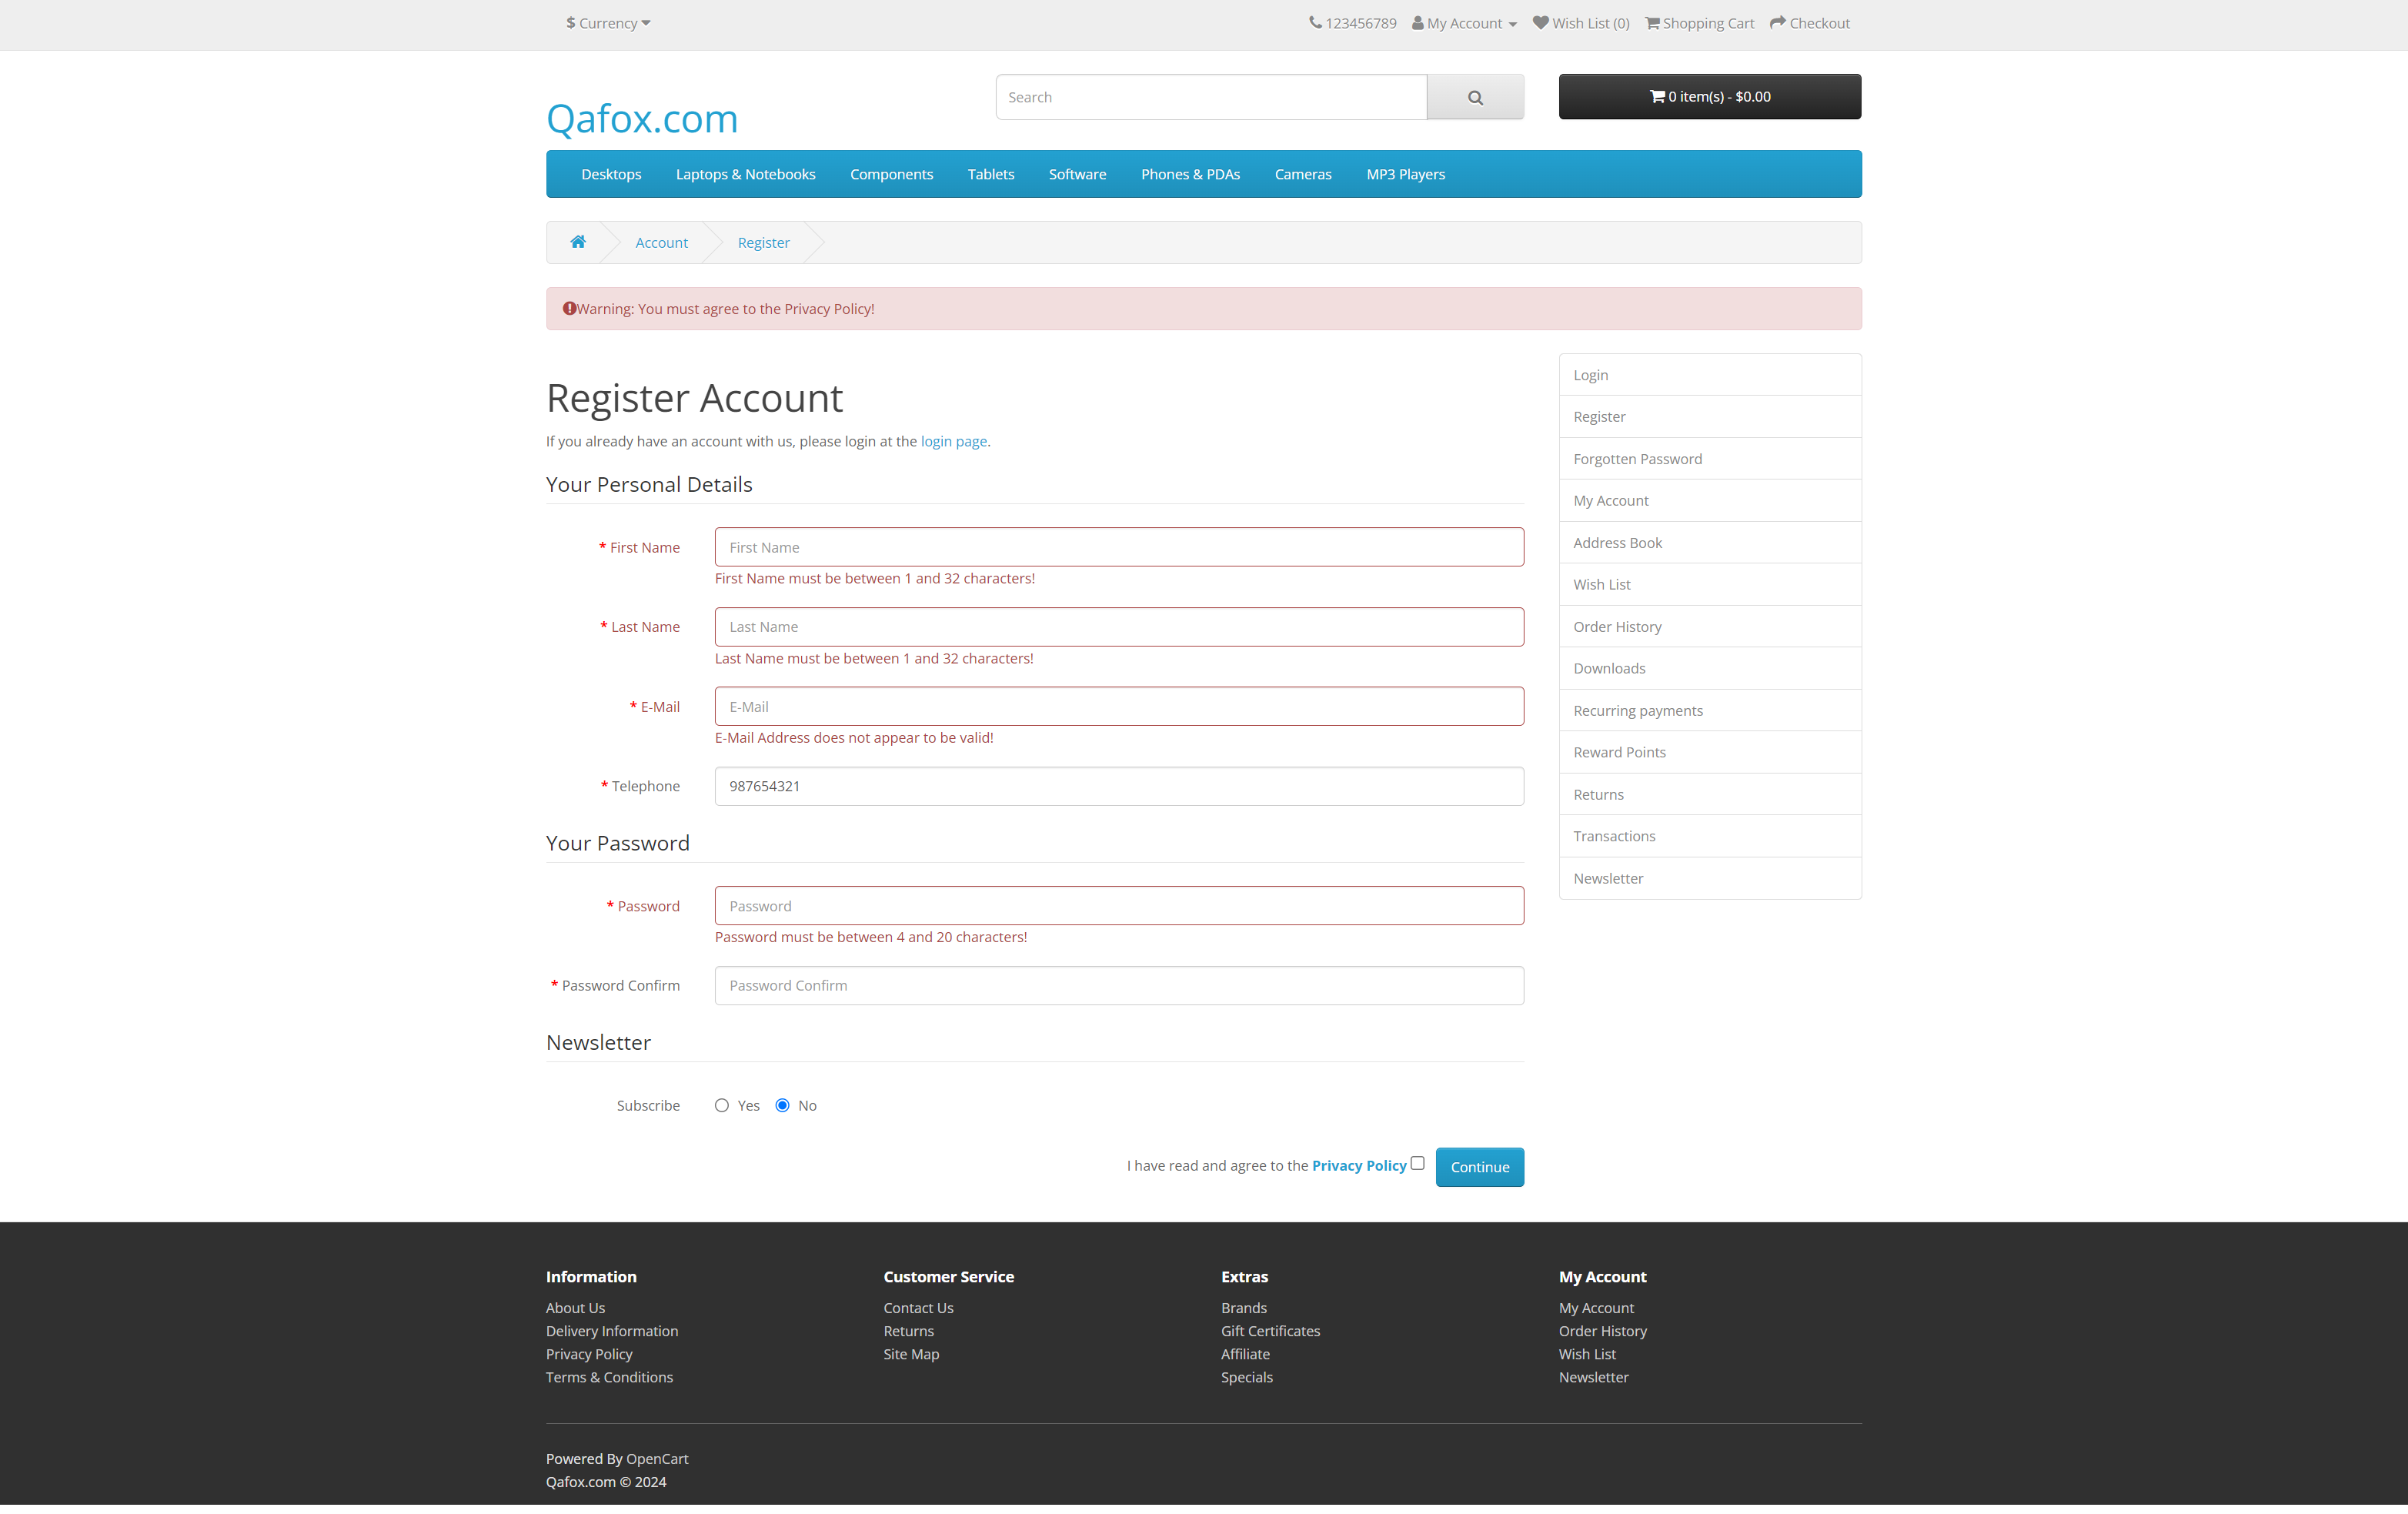 $ Currency
123456789 My Account Wish List (0) Shopping Cart Checkout
Qafox.com
Search
0 item(s) - $0.00
Desktops Laptops & Notebooks Components Tablets Software Phones & PDAs Cameras MP3 Players
Account Register
Warning: You must agree to the Privacy Policy!
Register Account
If you already have an account with us, please login at the login page.
Your Personal Details
* First Name First Name
First Name must be between 1 and 32 characters!
* Last Name Last Name
Last Name must be between 1 and 32 characters!
* E-Mail E-Mail
E-Mail Address does not appear to be valid!
* Telephone 987654321
Your Password
* Password Password
Password must be between 4 and 20 characters!
* Password Confirm Password Confirm
Newsletter
Subscribe Yes No
I have read and agree to the Privacy Policy Continue
Login
Register
Forgotten Password
My Account
Address Book
Wish List
Order History
Downloads
Recurring payments
Reward Points
Returns
Transactions
Newsletter
Information
About Us
Delivery Information
Privacy Policy
Terms & Conditions
Customer Service
Contact Us
Returns
Site Map
Extras
Brands
Gift Certificates
Affiliate
Specials
My Account
My Account
Order History
Wish List
Newsletter
Powered By OpenCart
Qafox.com © 2024